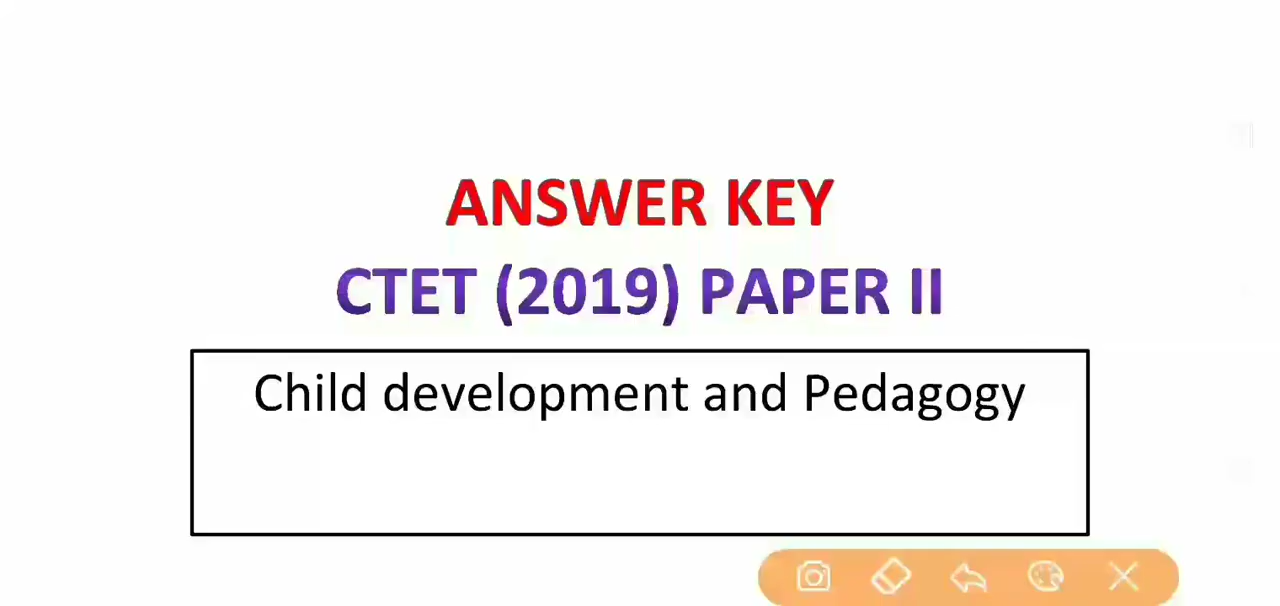 ANSWER KEY
CTET (2019) PAPER II
Child development and Pedagogy